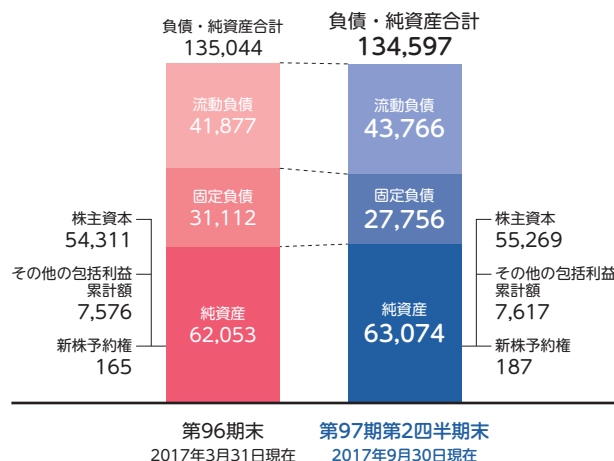 負債・純資産合計
135,044
流動負債
41,877
固定負債
31,112
純資産
62,053
株主資本
54,311
その他の包括利益
累計額
7,576
新株予約権
165
第96期末
2017年3月31日現在
負債・純資産合計
134,597
流動負債
43,766
固定負債
27,756
純資産
63,074
株主資本
55,269
その他の包括利益
累計額
7,617
新株予約権
187
第97期第2四半期末
2017年9月30日現在